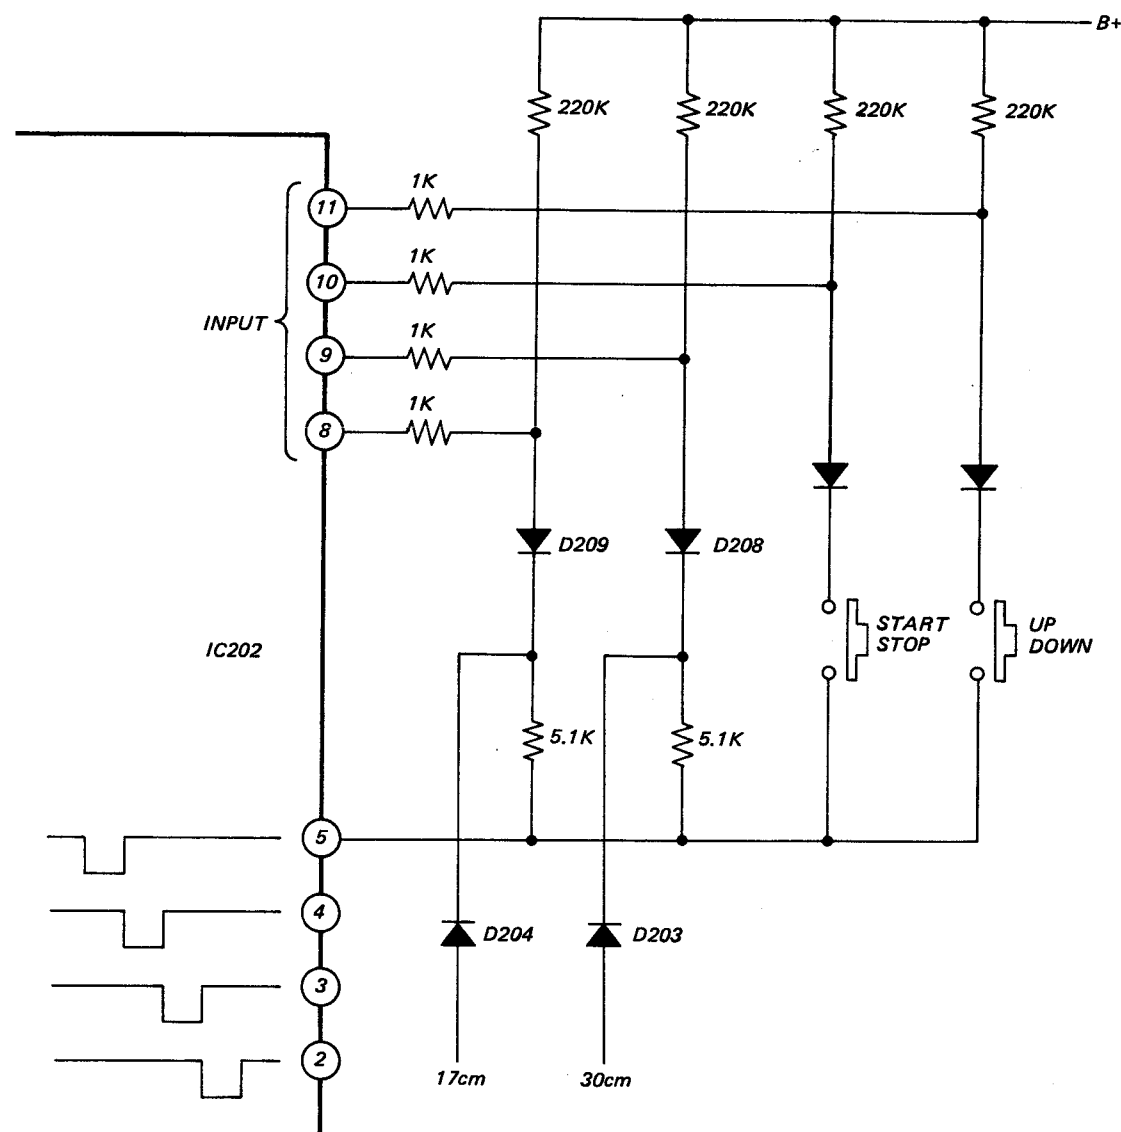 B+
220K
220K
220K
220K
1K
11
1K
10
INPUT
1K
9
1K
8
D209
D208
START
STOP
UP
DOWN
IC202
5.1K
5.1K
5
4
D204
D203
3
2
17cm
30cm